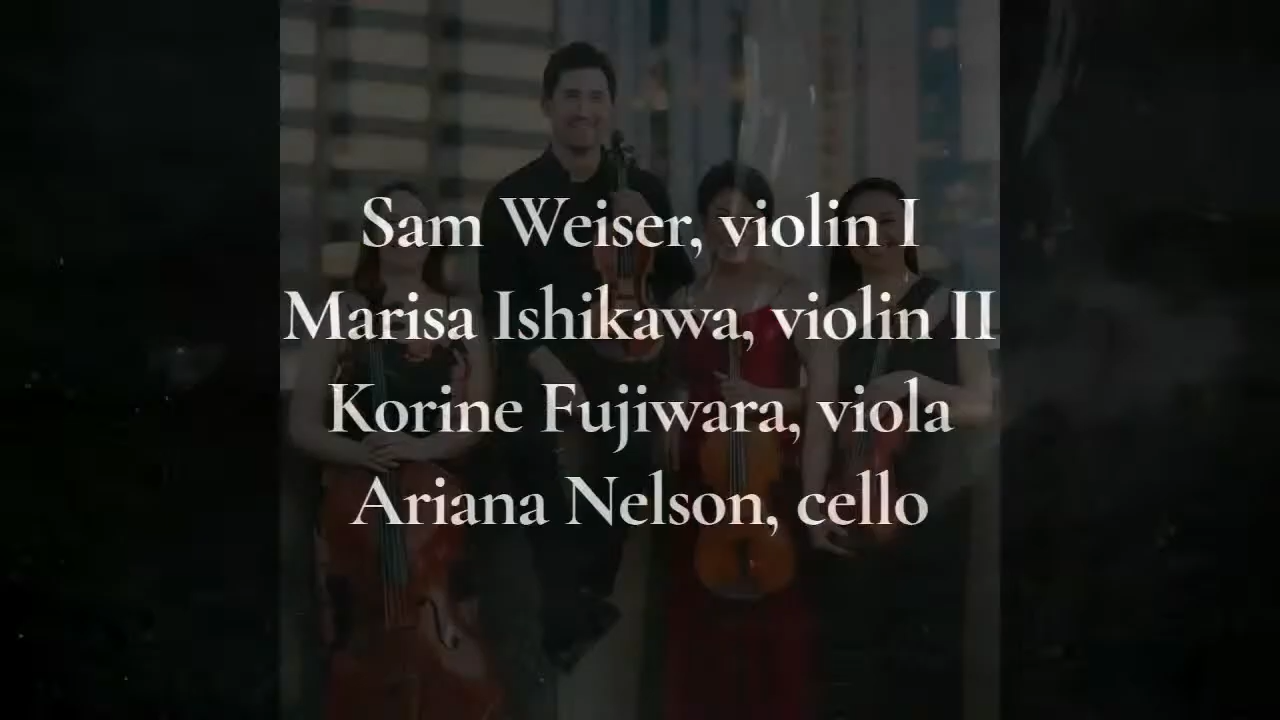 Sam Weiser, violin I
Marisa Ishikawa, violin II
Korine Fujiwara, viola
Ariana Nelson, cello